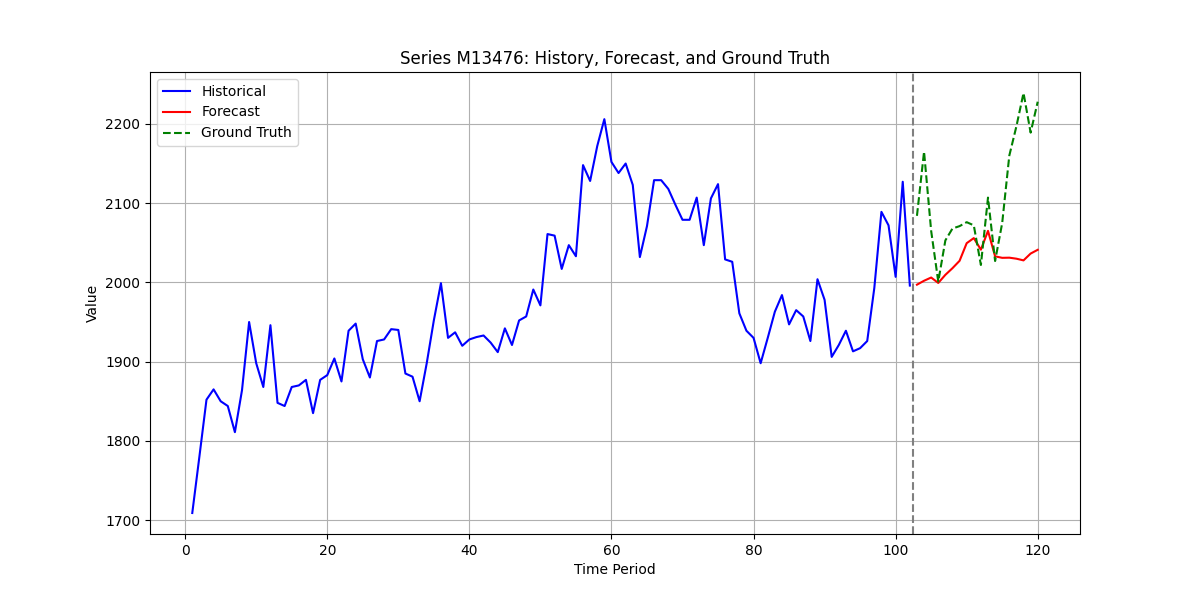 Series M13476: History, Forecast, and Ground Truth
Historical
Forecast
Ground Truth
Value
2200
2100
2000
1900
1800
1700
0 20 40 60 80 100 120
Time Period